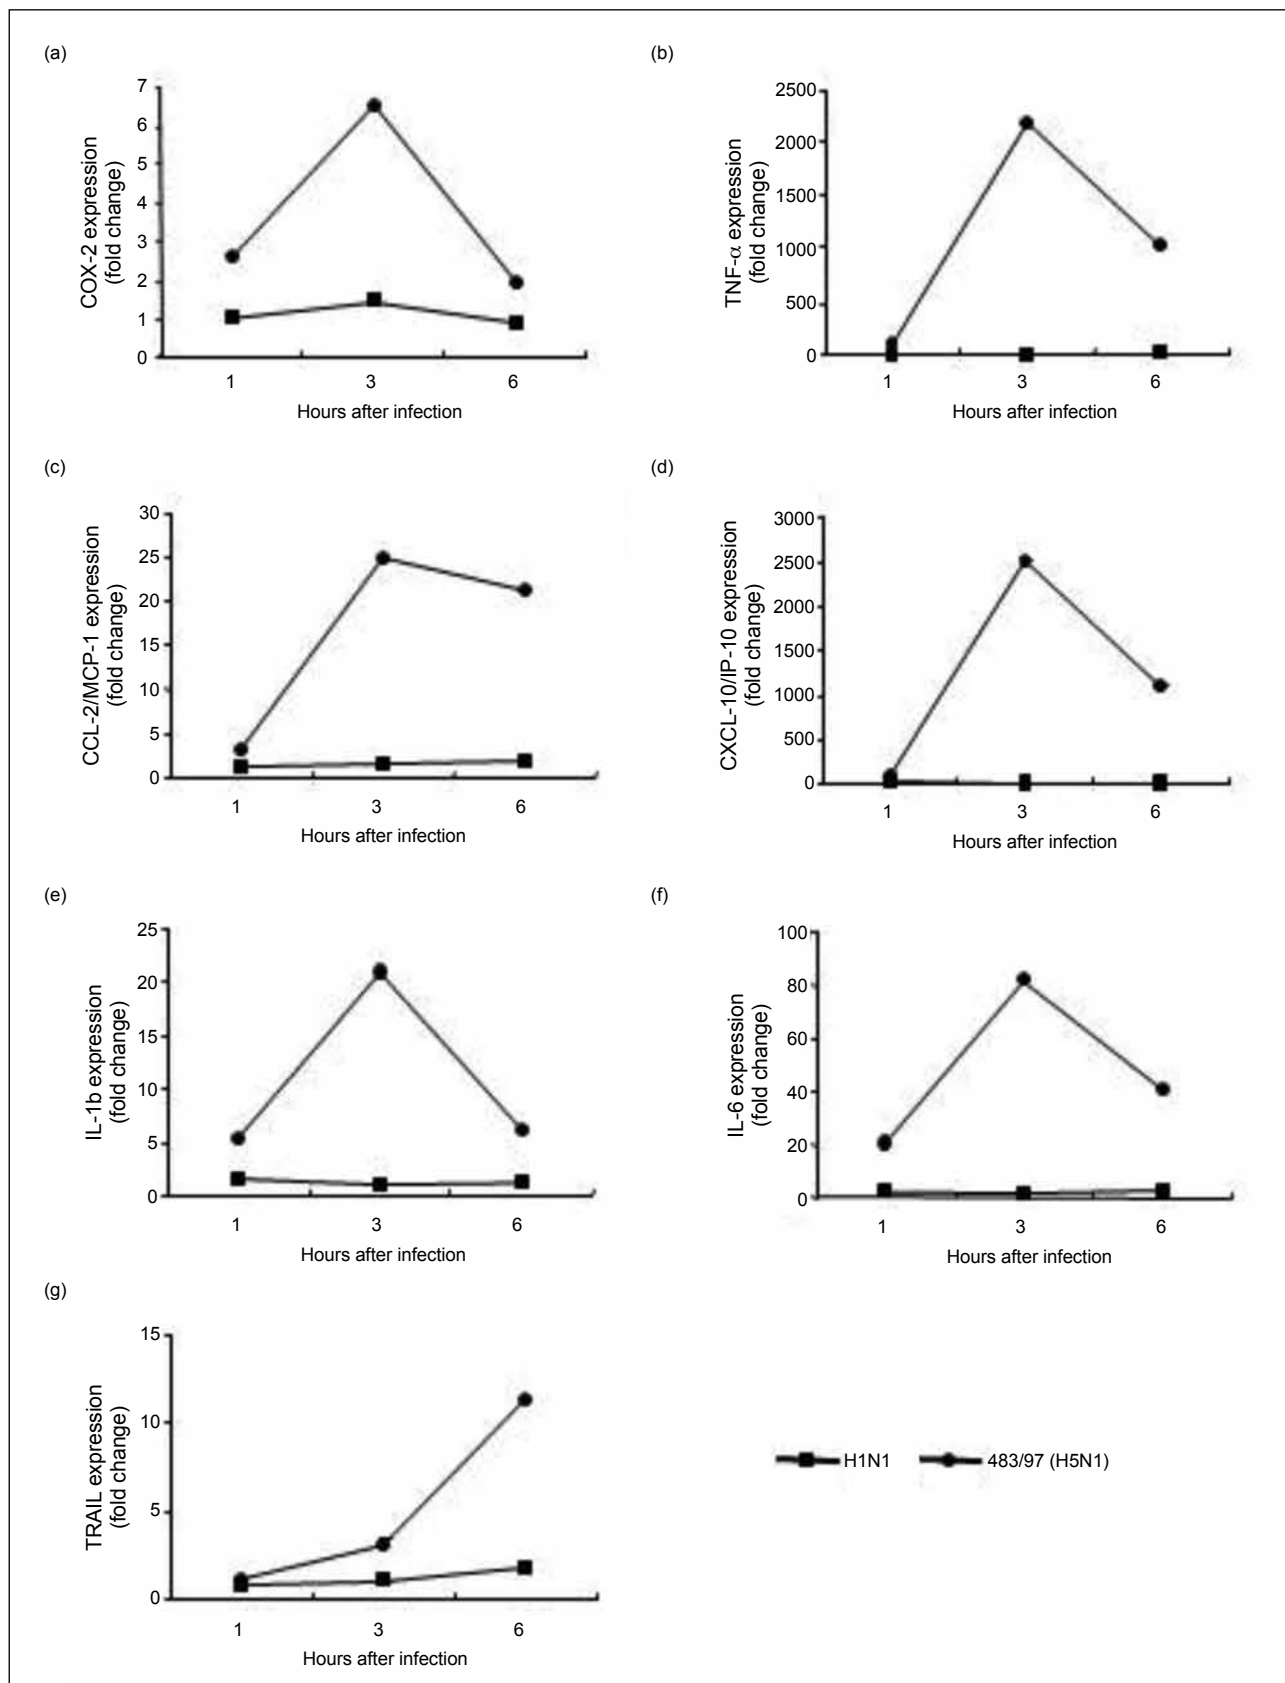 (a)
COX-2 expression
(fold change)
7
6
5
4
3
2
1
0
1 3 6
Hours after infection
(b)
TNF-α expression
(fold change)
2500
2000
1500
1000
500
0
1 3 6
Hours after infection
(c)
CCL-2/MCP-1 expression
(fold change)
30
25
20
15
10
5
0
1 3 6
Hours after infection
(d)
CXCL-10/IP-10 expression
(fold change)
3000
2500
2000
1500
1000
500
0
1 3 6
Hours after infection
(e)
IL-1b expression
(fold change)
25
20
15
10
5
0
1 3 6
Hours after infection
(f)
IL-6 expression
(fold change)
100
80
60
40
20
0
1 3 6
Hours after infection
(g)
TRAIL expression
(fold change)
15
10
5
0
1 3 6
Hours after infection
H1N1 483/97 (H5N1)